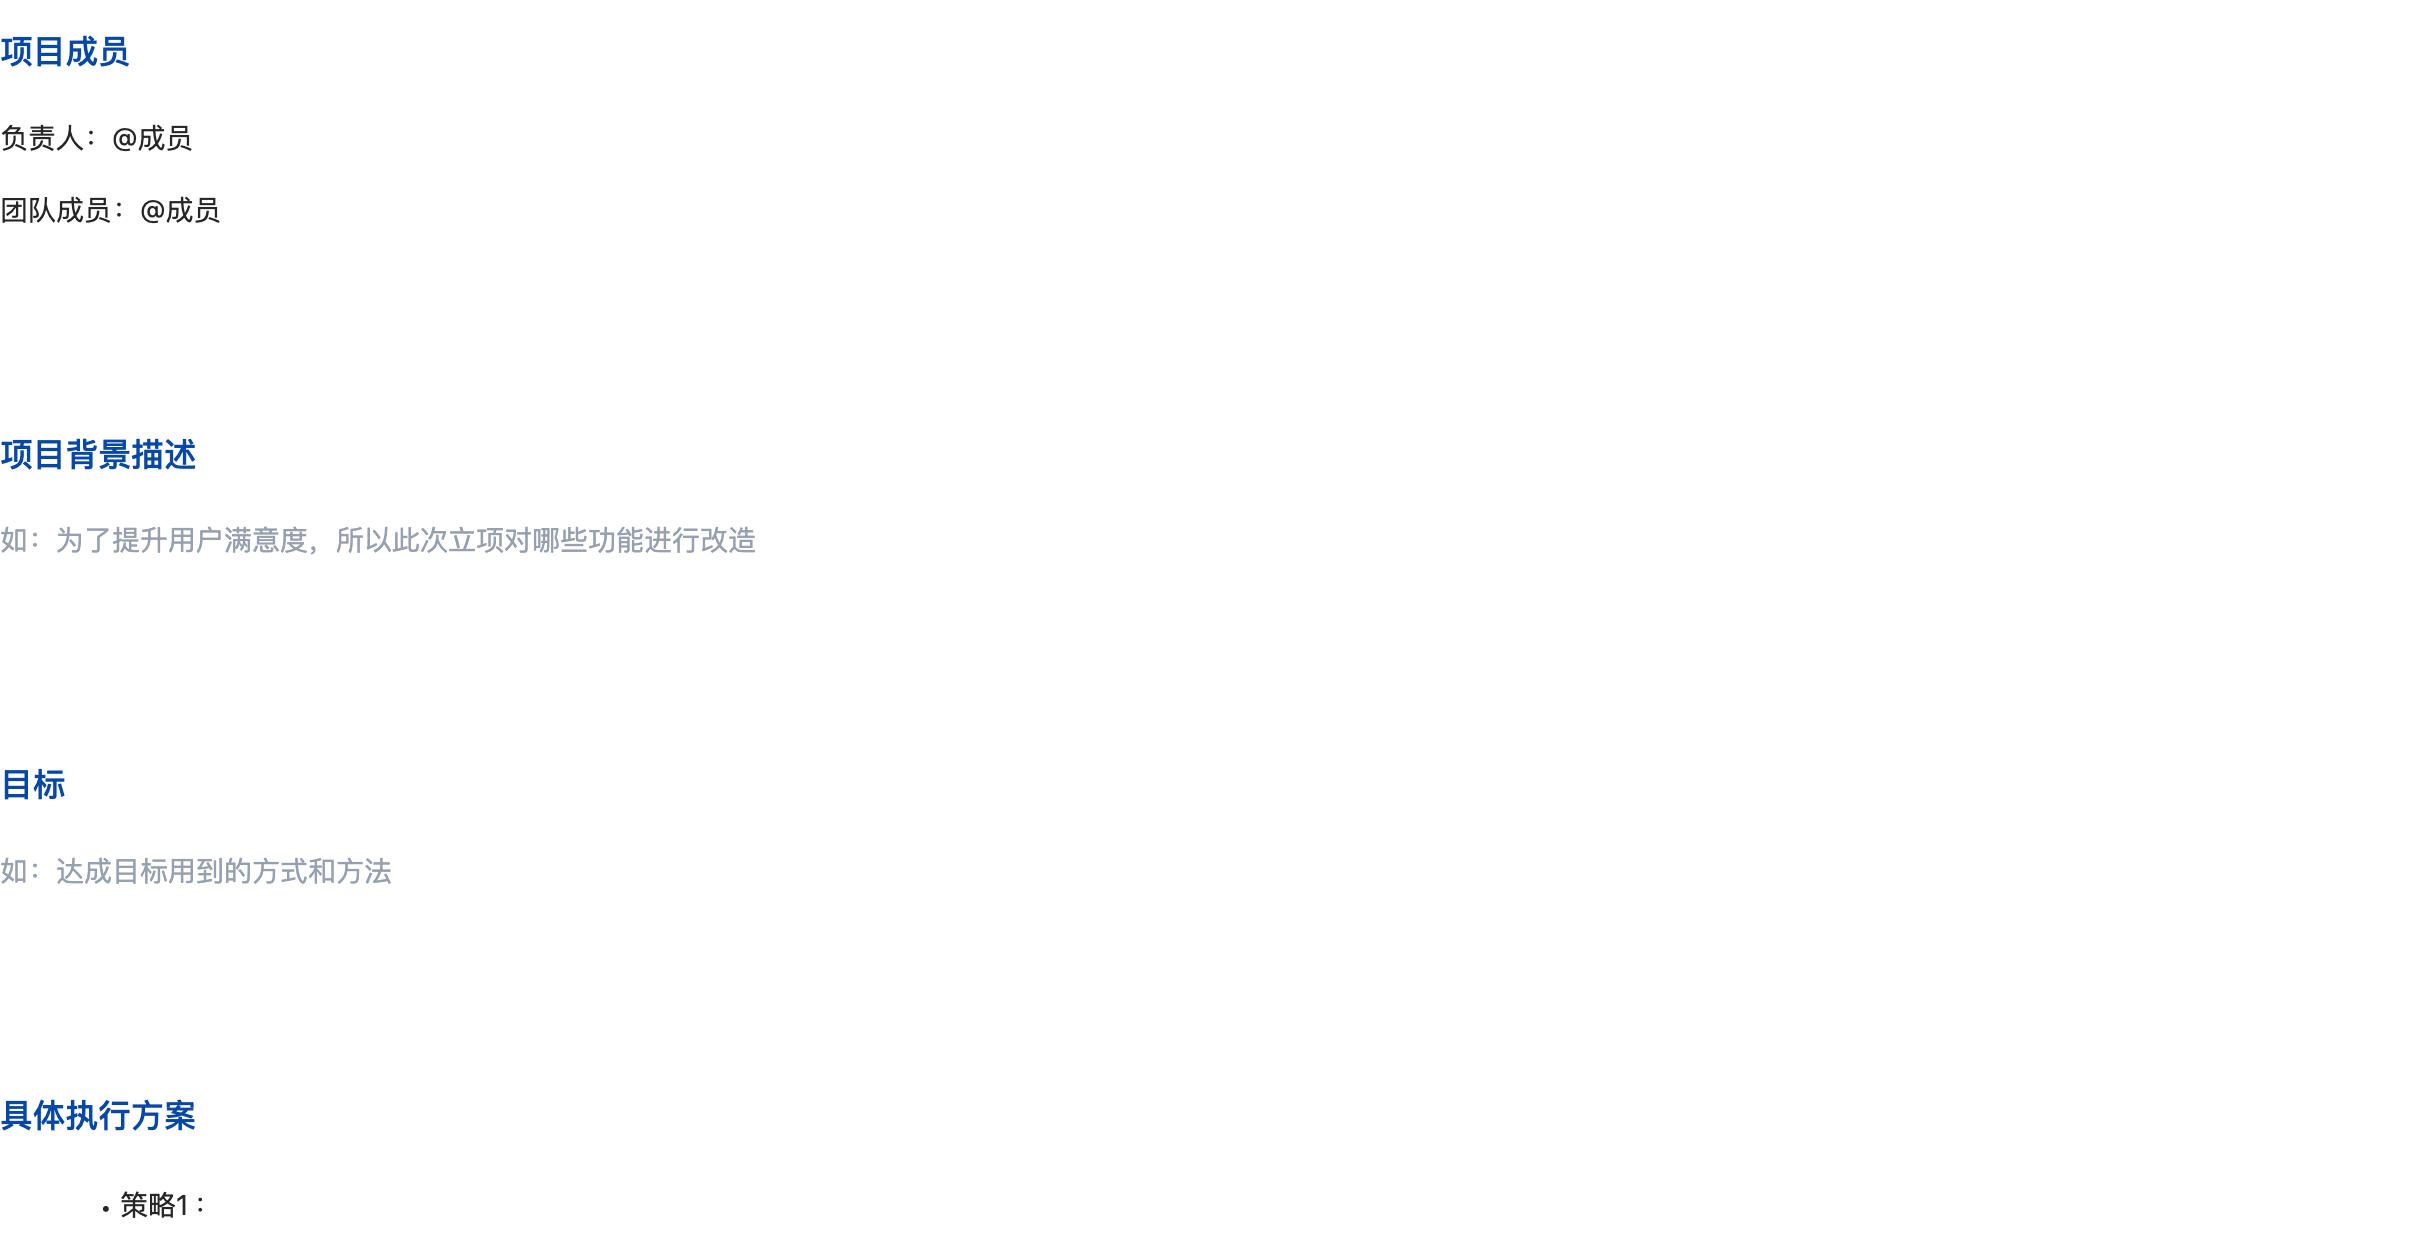 项目成员
负责人：@成员
团队成员：@成员
项目背景描述
如：为了提升用户满意度，所以此次立项对哪些功能进行改造
目标
如：达成目标用到的方式和方法
具体执行方案
• 策略1：